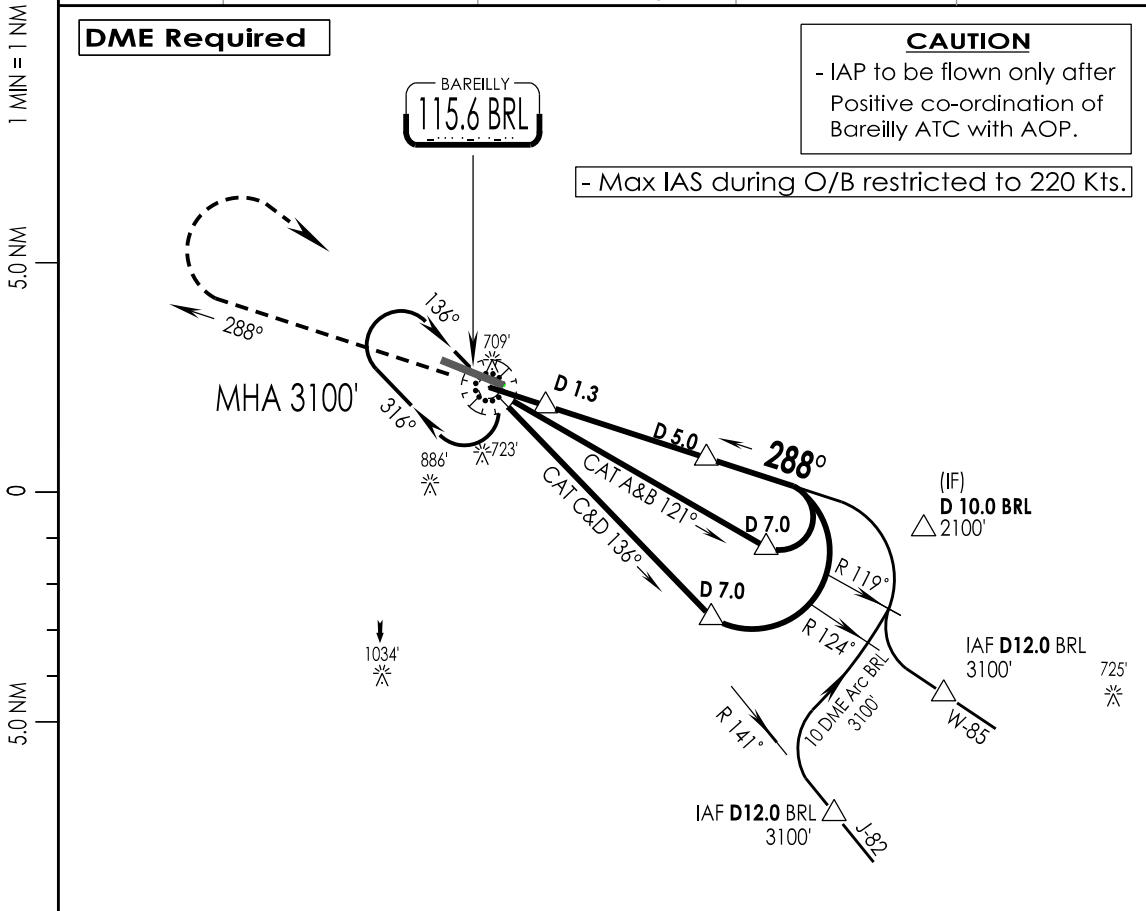 1 MIN = 1 NM
DME Required
CAUTION
- IAP to be flown only after
Positive co-ordination of
Bareilly ATC with AOP.
BAREILLY
115.6 BRL
- Max IAS during O/B restricted to 220 Kts.
5.0 NM
288°
136°
709'
MHA 3100'
316°
D 1.3
D 5.0
288°
723'
886'
CAT A&B 121°
CAT C&D 136°
D 7.0
D 7.0
(IF)
D 10.0 BRL
2100'
0
R 119°
R 124°
1034'
IAF D12.0 BRL
3100'
725'
10 DME Arc BRL
3100'
W-85
R 141°
5.0 NM
IAF D12.0 BRL
3100'
J-82